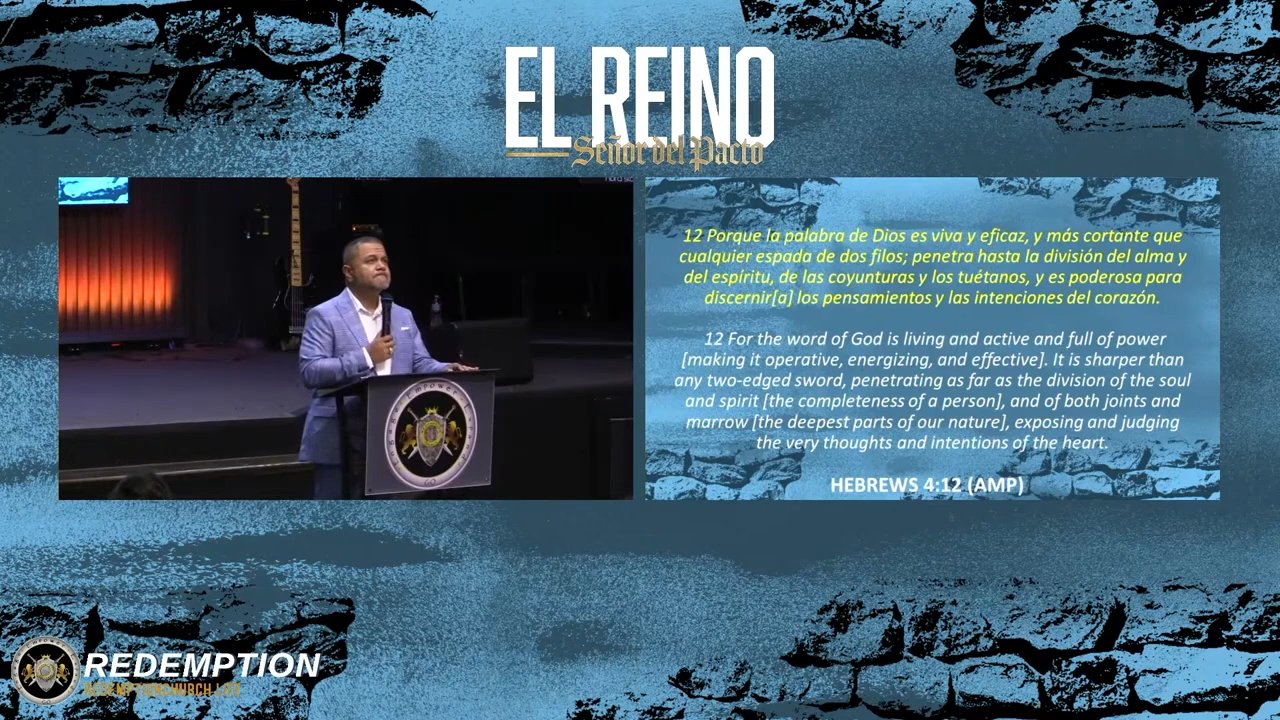 EL REINO
Señor del Pacto
12 Porque la palabra de Dios es viva y eficaz, y más cortante que
cualquier espada de dos filos; penetra hasta la división del alma y
del espíritu, de las coyunturas y los tuétanos, y es poderosa para
discernir[a] los pensamientos y las intenciones del corazón.
12 For the word of God is living and active and full of power
[making it operative, energizing, and effective]. It is sharper than
any two-edged sword, penetrating as far as the division of the soul
and spirit [the completeness of a person], and of both joints and
marrow [the deepest parts of our nature], exposing and judging
the very thoughts and intentions of the heart.
HEBREWS 4:12 (AMP)
REDEMPTION
REDEMPTIONCHURCH.LIFE